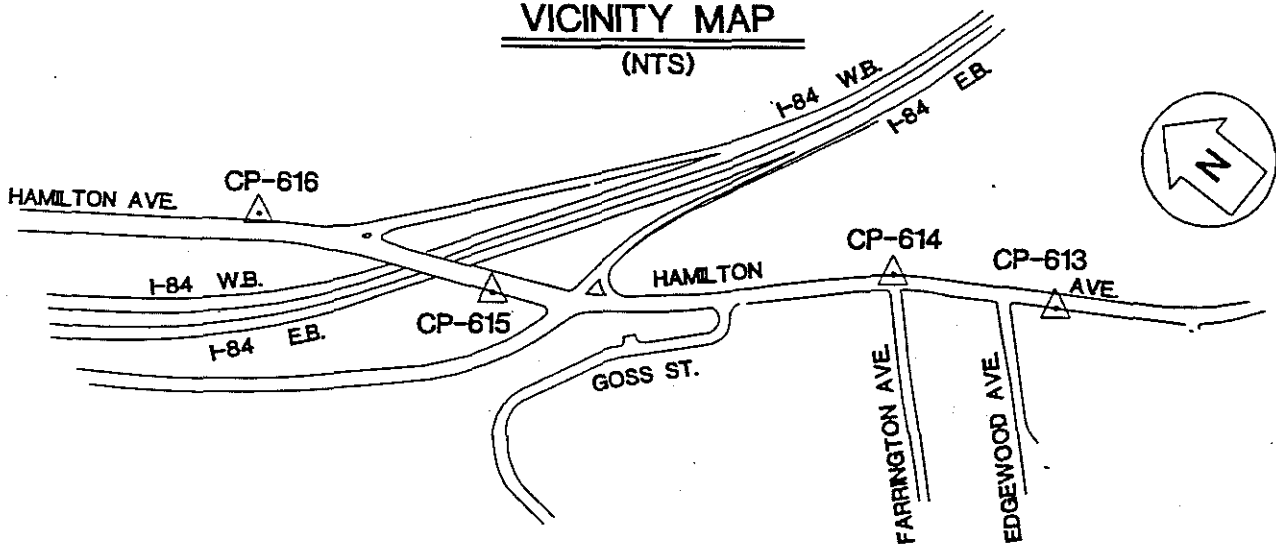 VICINITY MAP
(NTS)
I-84 W.B.
I-84 E.B.
N
HAMILTON AVE.
CP-616
CP-614
HAMILTON
CP-613
AVE.
I-84 W.B.
CP-615
I-84 E.B.
GOSS ST.
FARRINGTON AVE.
EDGEWOOD AVE.